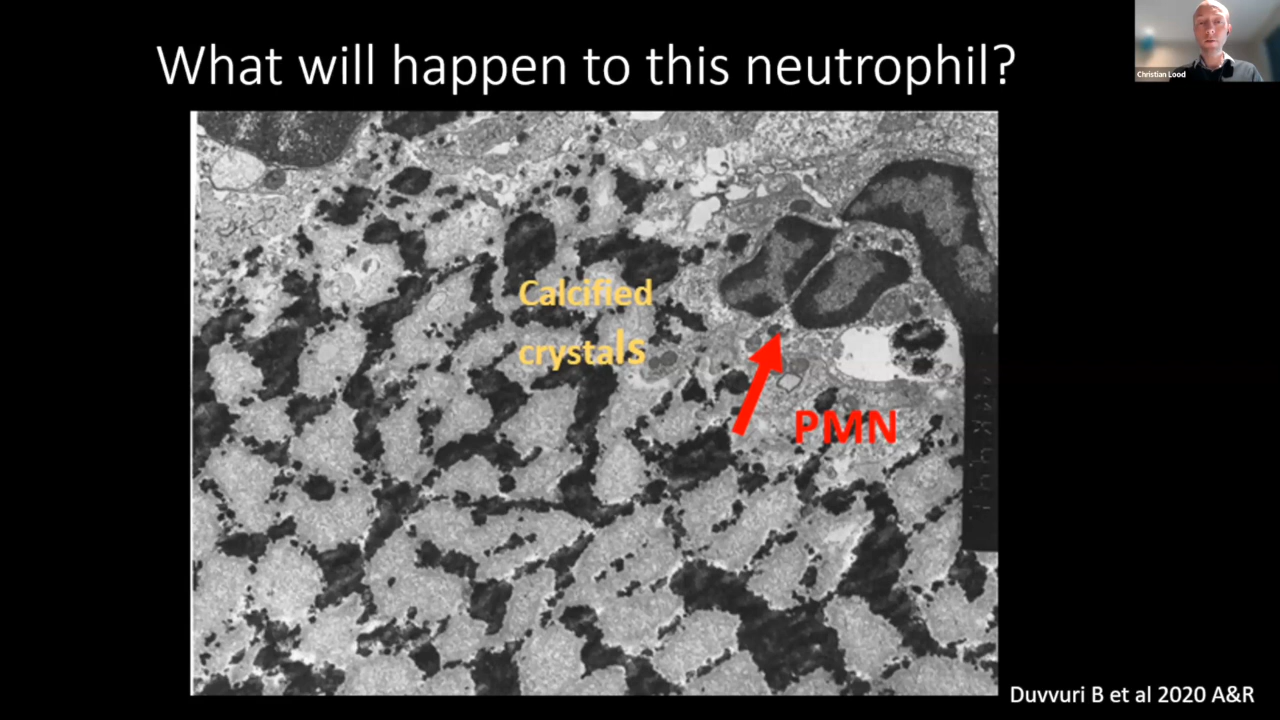 What will happen to this neutrophil?
Christian Lood
Calcified
crystals
PMN
Duvvuri B et al 2020 A&R